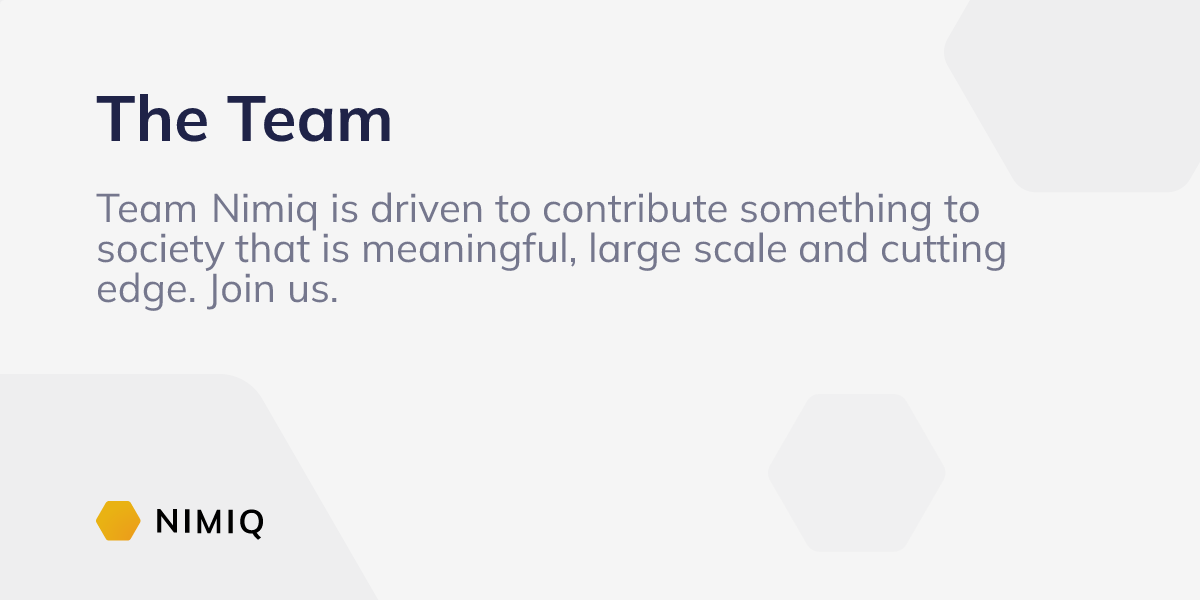 The Team
Team Nimiq is driven to contribute something to
society that is meaningful, large scale and cutting
edge. Join us.
NIMIQ